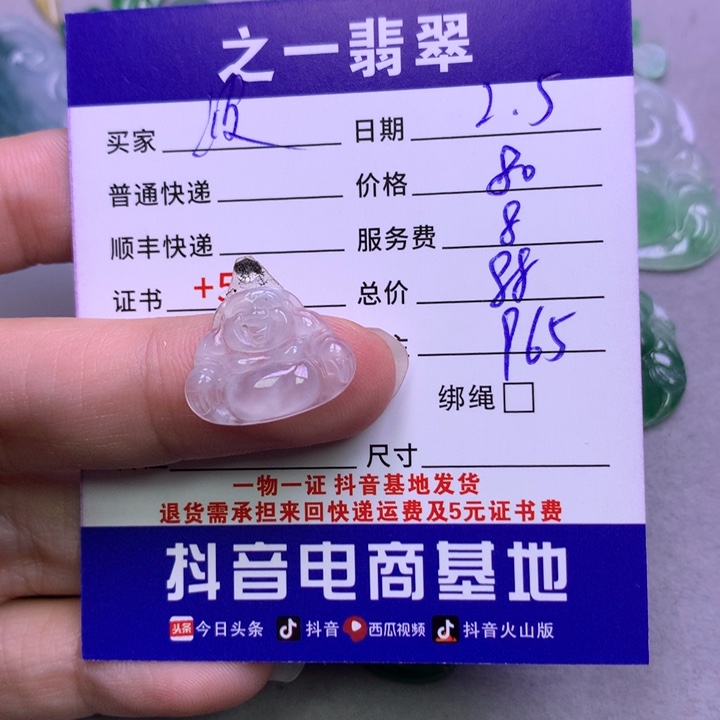 之一翡翠
买家 日期 2.5
普通快递 价格 80
顺丰快递 服务费 8
证书 +5 总价 88
P65
绑绳
尺寸
一物一证 抖音基地发货
退货需承担来回快递运费及5元证书费
抖音电商基地
头条 今日头条 抖音 西瓜视频 抖音火山版